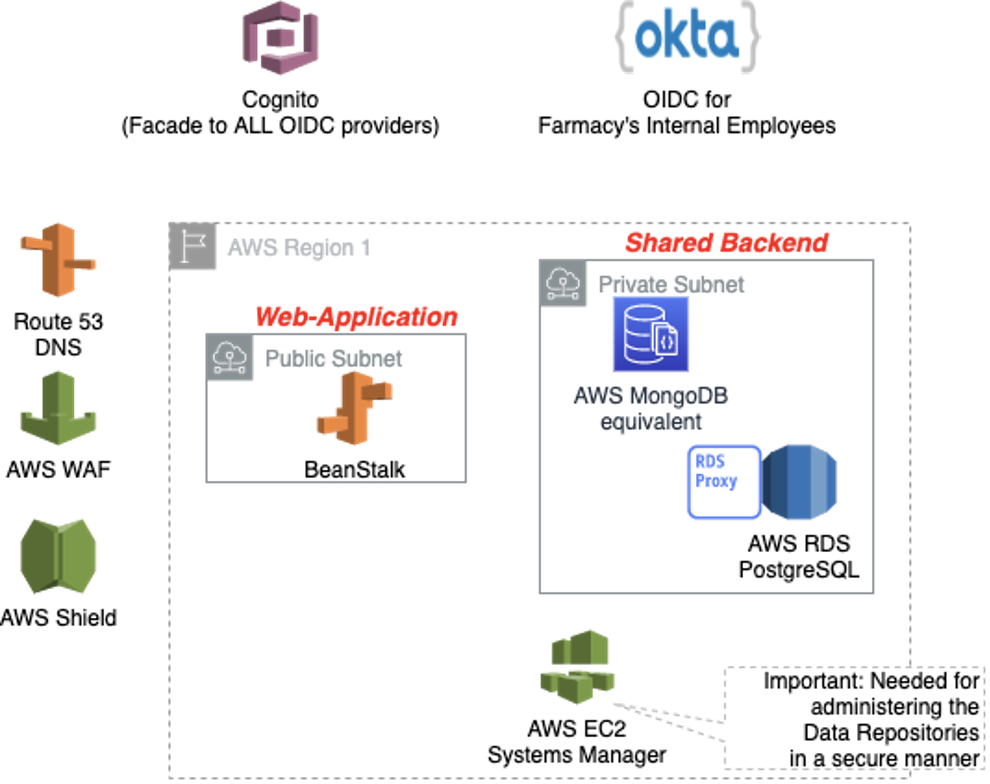 {okta}
Cognito
(Facade to ALL OIDC providers)
OIDC for
Farmacy's Internal Employees
Route 53
DNS
AWS WAF
AWS Shield
AWS Region 1
Web-Application
Public Subnet
BeanStalk
Shared Backend
Private Subnet
AWS MongoDB
equivalent
RDS
Proxy
AWS RDS
PostgreSQL
AWS EC2
Systems Manager
Important: Needed for
administering the
Data Repositories
in a secure manner